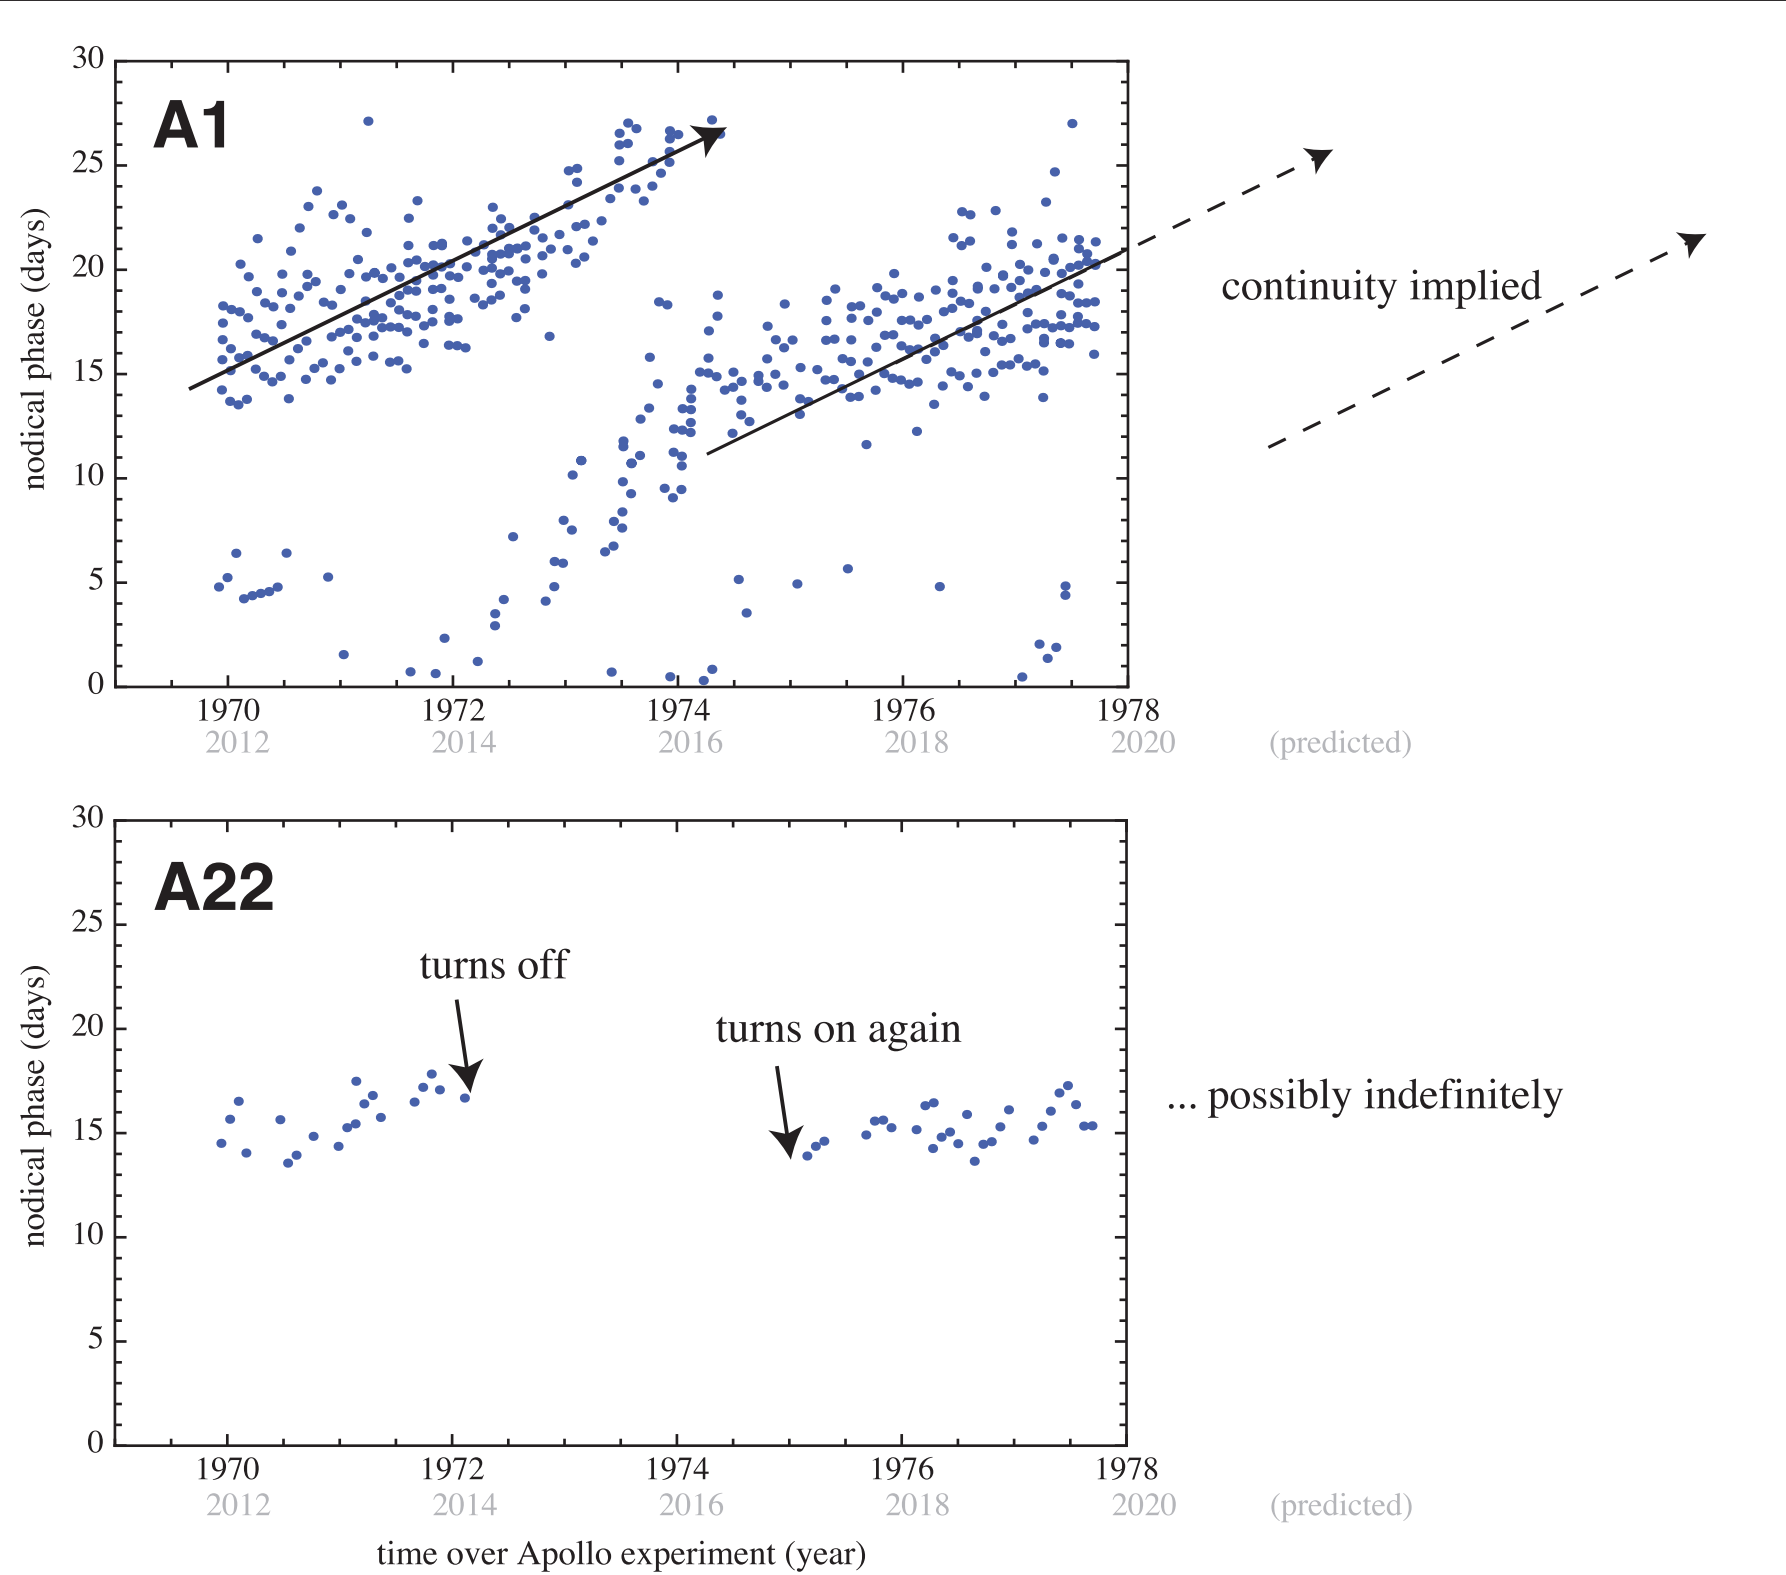 30
A1
25
20
15
10
5
0
nodical phase (days)
continuity implied
1970 1972 1974 1976 1978
2012 2014 2016 2018 2020 (predicted)
30
A22
25
20
15
10
5
0
nodical phase (days)
turns off
turns on again
... possibly indefinitely
1970 1972 1974 1976 1978
2012 2014 2016 2018 2020 (predicted)
time over Apollo experiment (year)